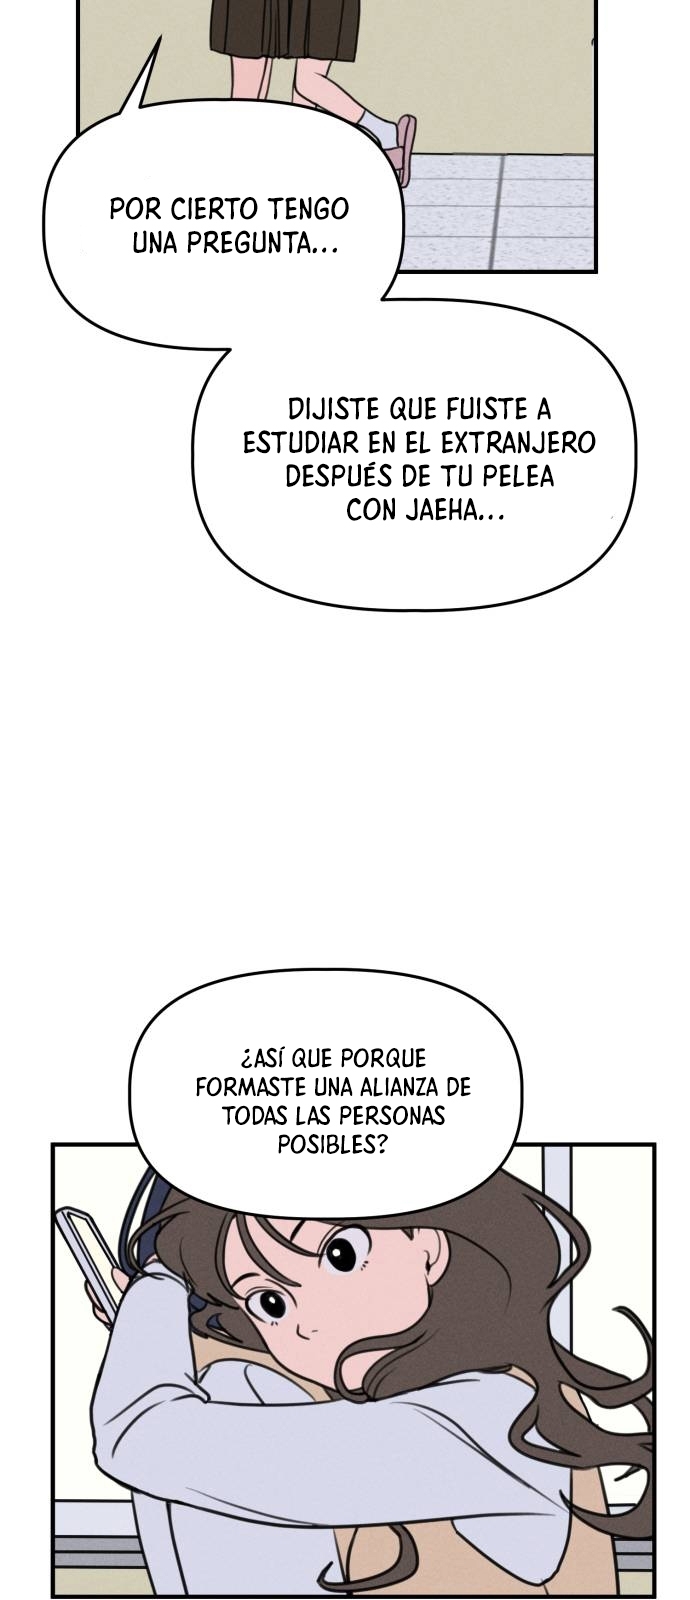 POR CIERTO TENGO
UNA PREGUNTA...
DIJISTE QUE FUISTE A
ESTUDIAR EN EL EXTRANJERO
DESPUÉS DE TU PELEA
CON JAEHA...
¿ASÍ QUE PORQUE
FORMASTE UNA ALIANZA DE
TODAS LAS PERSONAS
POSIBLES?